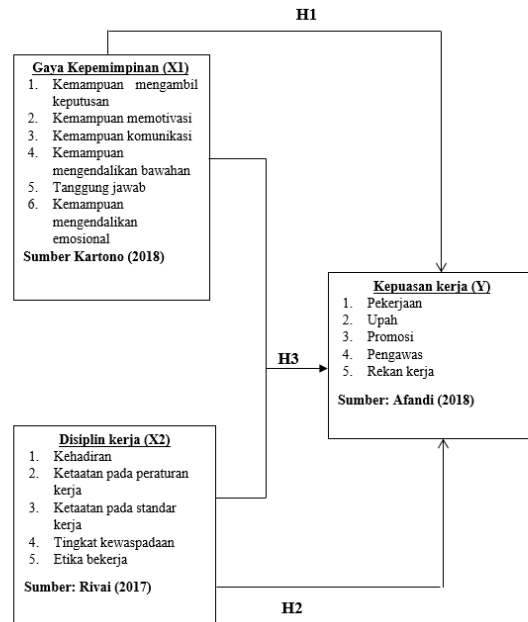 H1
Gaya Kepemimpinan (X1)
1. Kemampuan mengambil
keputusan
2. Kemampuan memotivasi
3. Kemampuan komunikasi
4. Kemampuan
mengendalikan bawahan
5. Tanggung jawab
6. Kemampuan
mengendalikan
emosional
Sumber Kartono (2018)
Kepuasan kerja (Y)
1. Pekerjaan
2. Upah
3. Promosi
4. Pengawas
5. Rekan kerja
Sumber: Afandi (2018)
H3
Disiplin kerja (X2)
1. Kehadiran
2. Ketaatan pada peraturan
kerja
3. Ketaatan pada standar
kerja
4. Tingkat kewaspadaan
5. Etika bekerja
Sumber: Rivai (2017)
H2